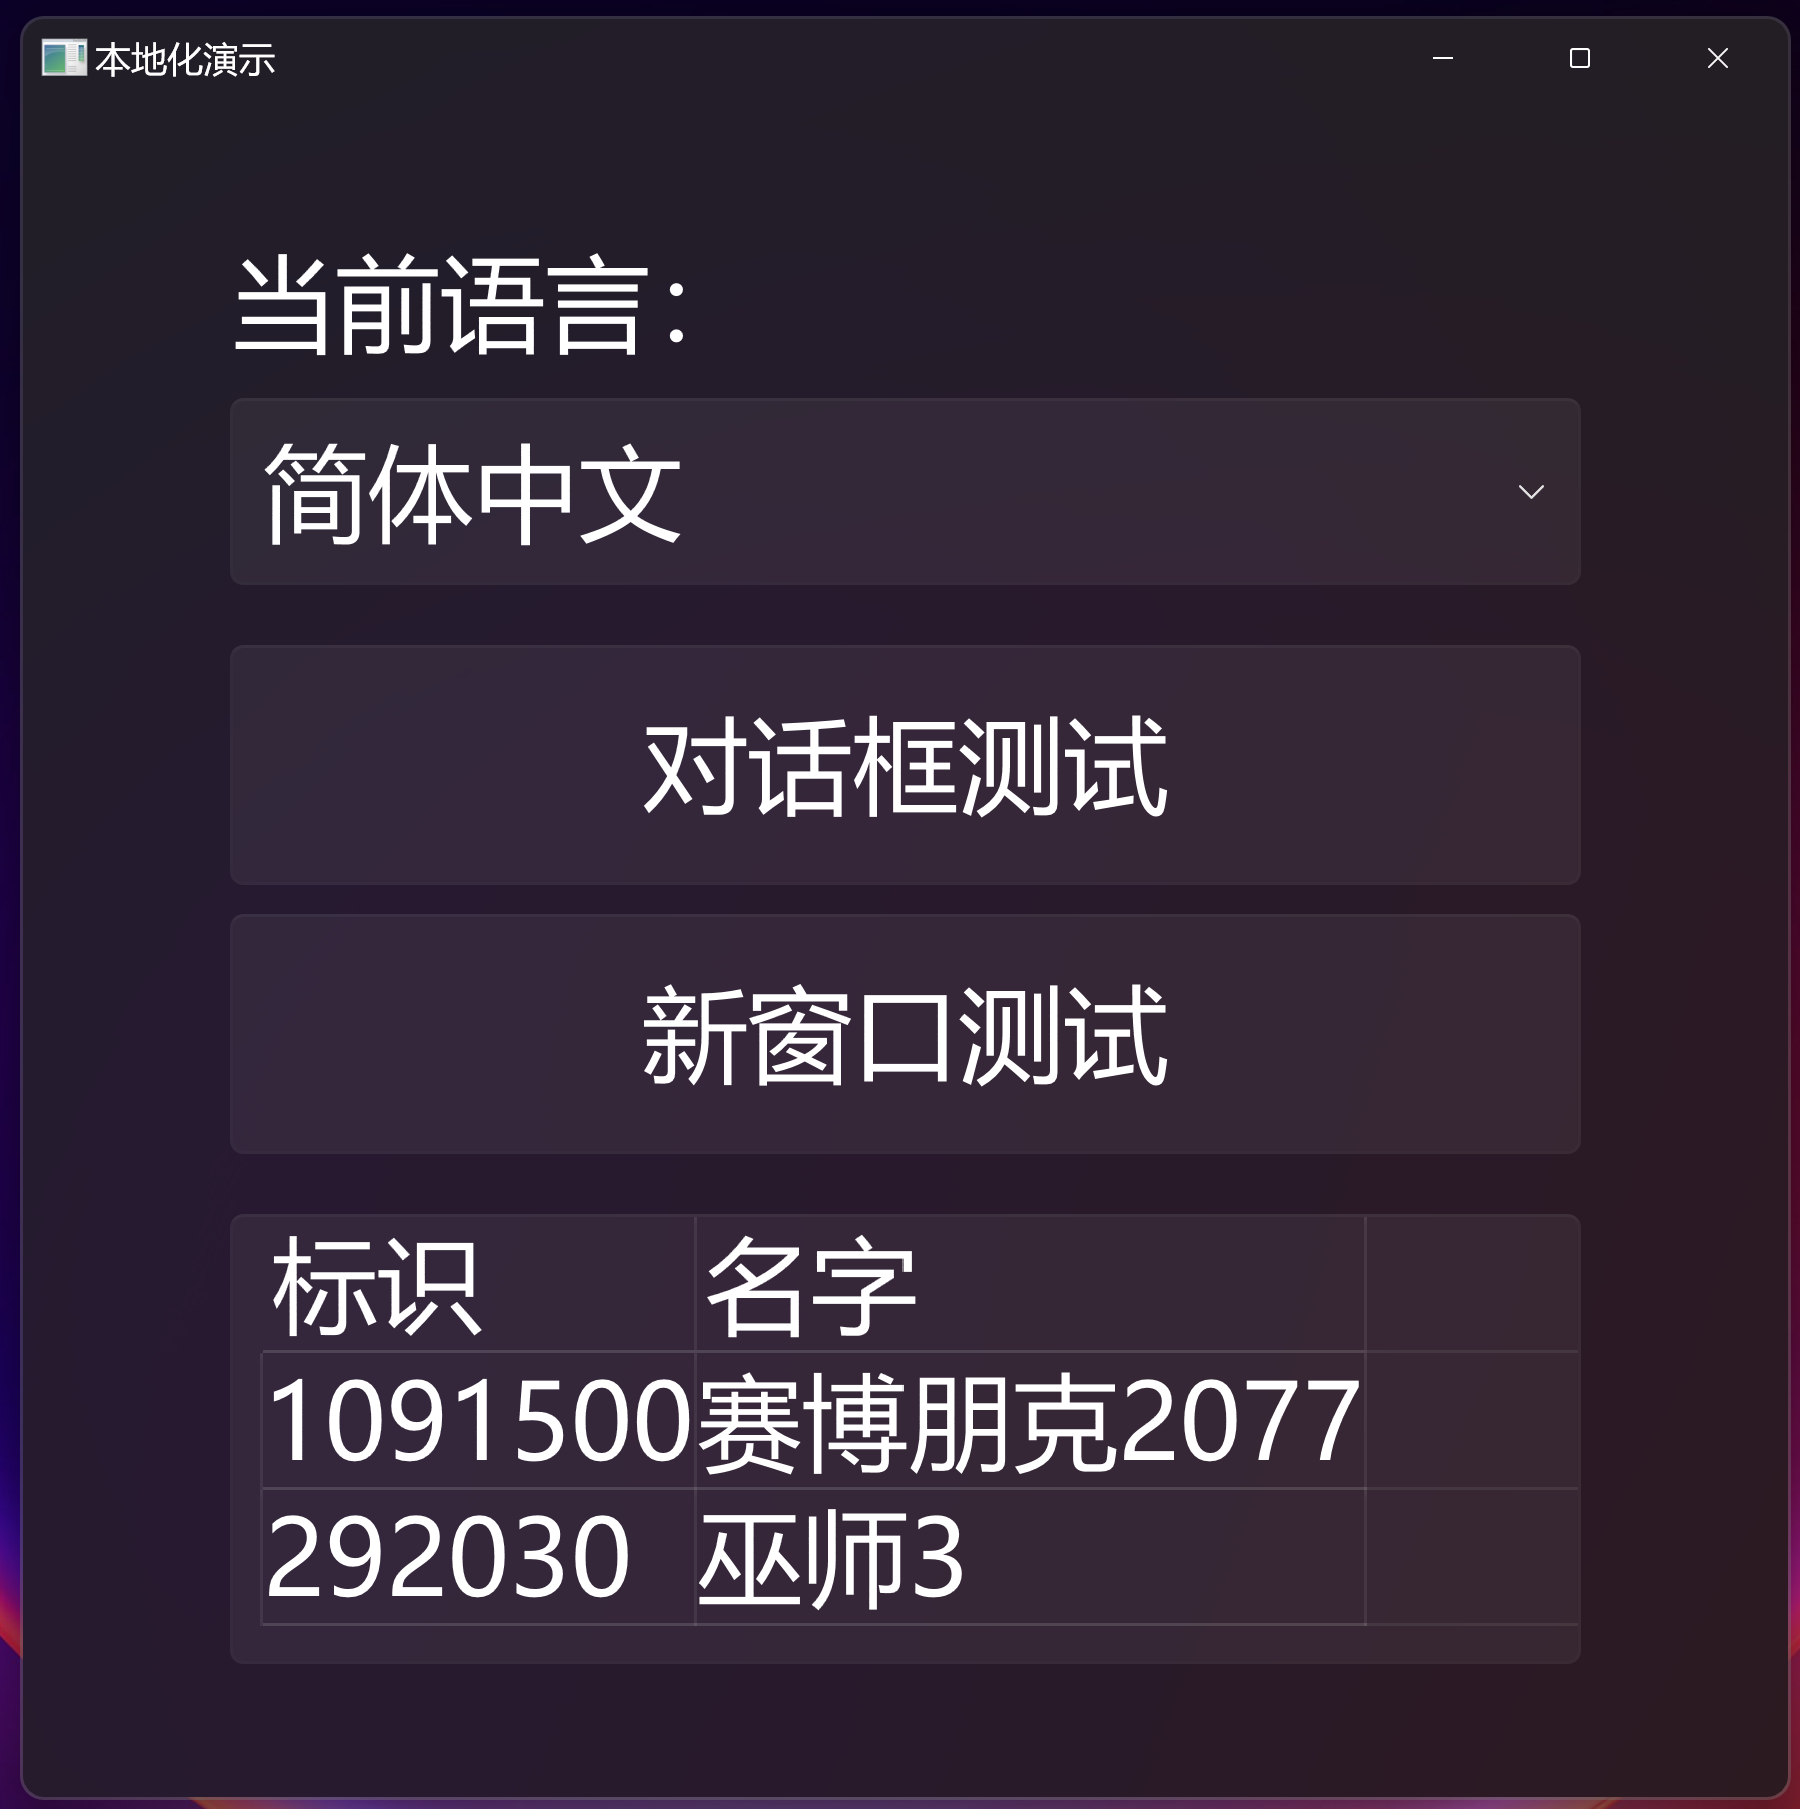 本地化演示
当前语言：
简体中文
对话框测试
新窗口测试
标识 名字
1091500 赛博朋克2077
292030 巫师3